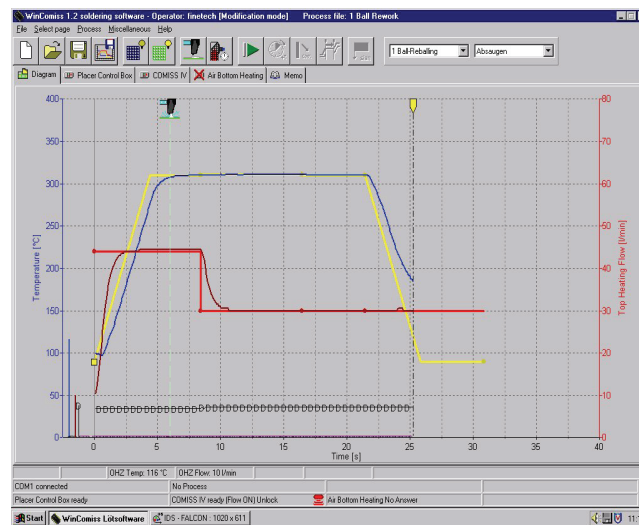 WinComiss 1.2 soldering software - Operator: finetech [Modification mode] Process file: 1 Ball Rework
File Select page Process Miscellaneous Help
1 Ball-Reballing Absaugen
Diagram Placer Control Box COMISS IV Air Bottom Heating Memo
400 80
350 70
300 60
250 50
200 40
150 30
100 20
50 10
0 0
Temperature [°C]
Top Heating Flow [l/min]
0 5 10 15 20 25 30 35 40
Time [s]
OHZ Temp: 116 °C OHZ Flow: 10 l/min
COM1 connected No Process
Placer Control Box ready COMISS IV ready (Flow ON) Unlock Air Bottom Heating No Answer
Start WinComiss Lötsoftware ID5 - FALCON : 1020 x 611